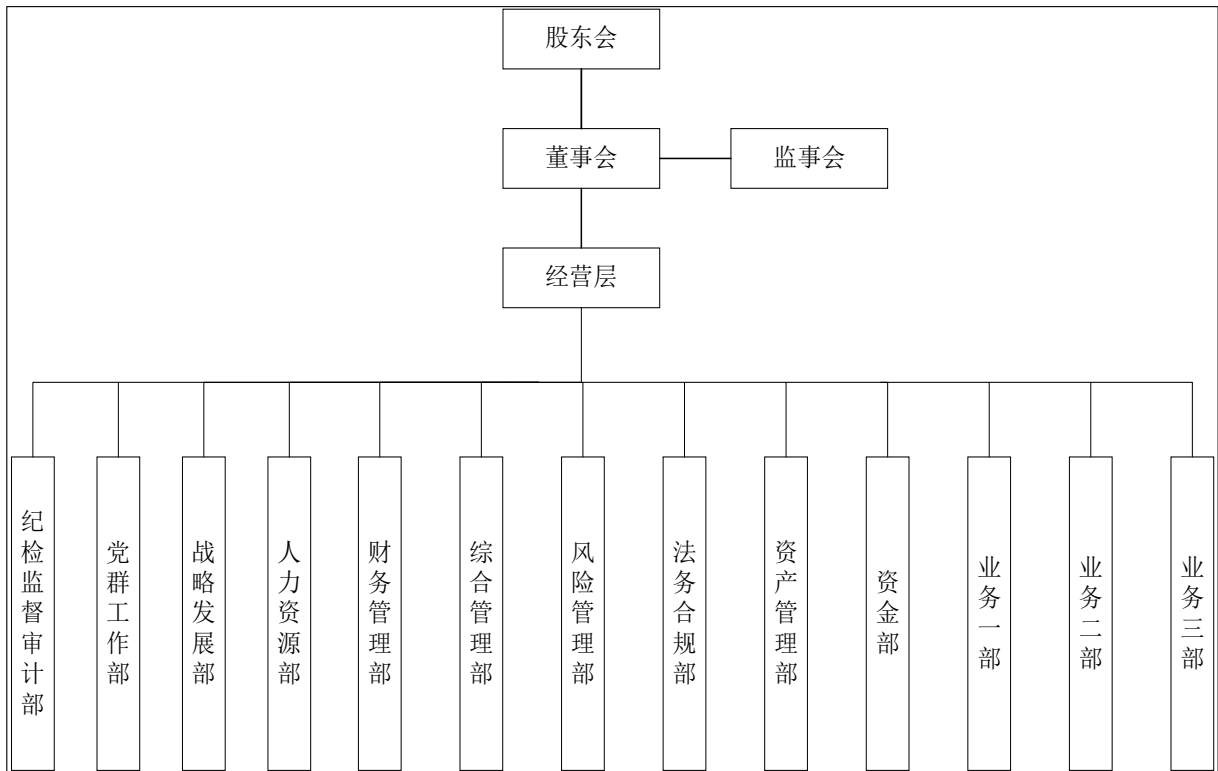 股东会
董事会
监事会
经营层
纪检监督审计部
党群工作部
战略发展部
人力资源部
财务管理部
综合管理部
风险管理部
法务合规部
资产管理部
资金部
业务一部
业务二部
业务三部